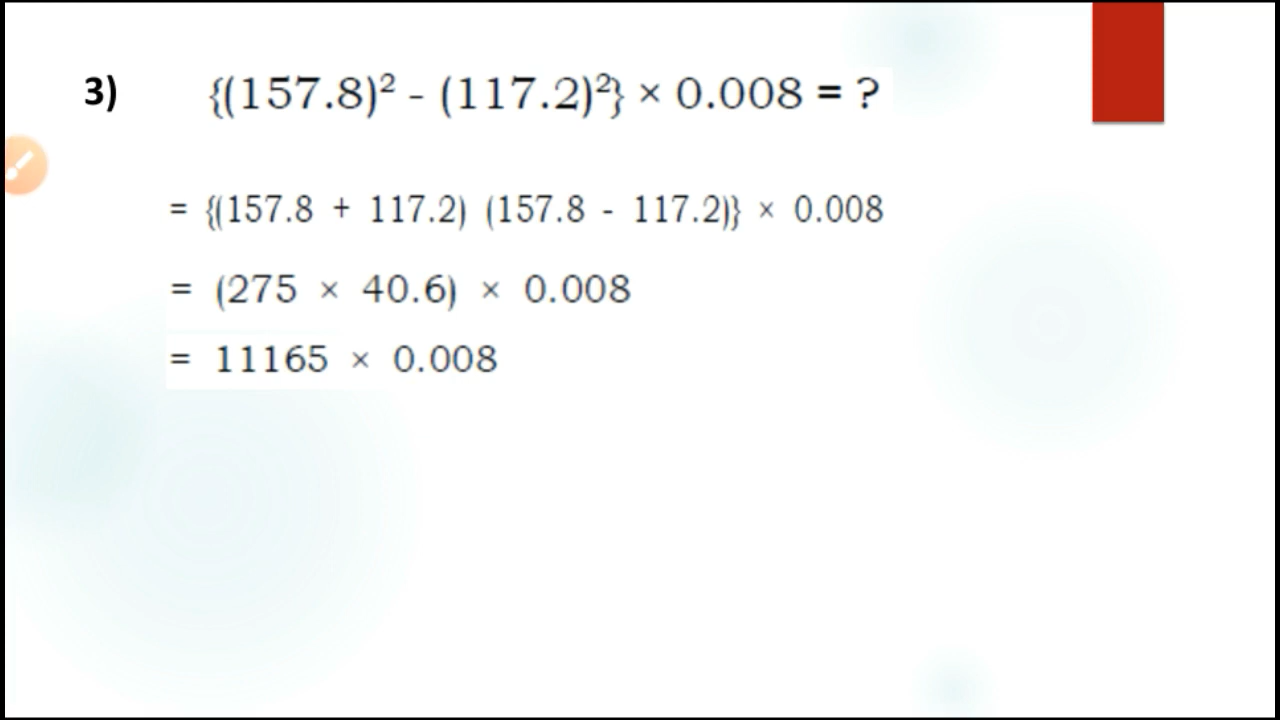 3) {(157.8)² - (117.2)²} × 0.008 = ?
= {(157.8 + 117.2) (157.8 - 117.2)} × 0.008
= (275 × 40.6) × 0.008
= 11165 × 0.008